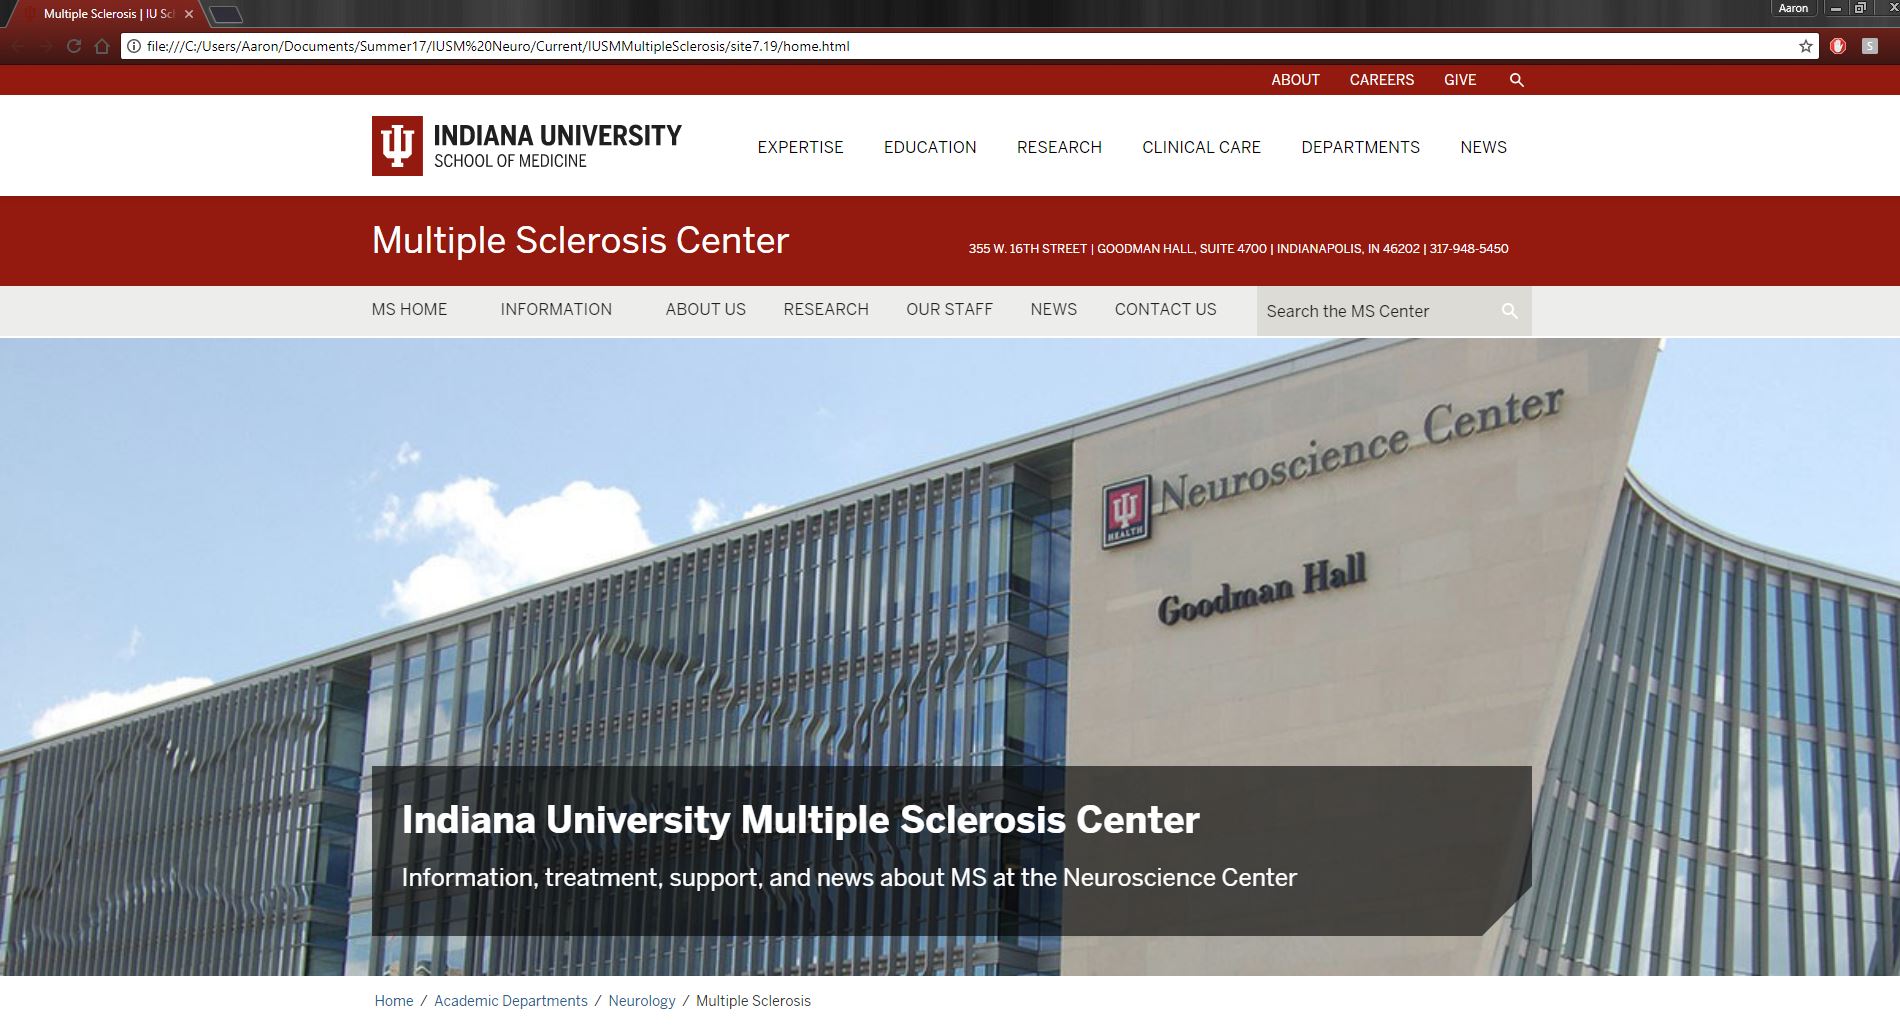 Multiple Sclerosis | IU Sc
Aaron
file:///C:/Users/Aaron/Documents/Summer17/IUSM%20Neuro/Current/IUSMMultipleSclerosis/site7.19/home.html
S
ABOUT CAREERS GIVE
INDIANA UNIVERSITY
SCHOOL OF MEDICINE
EXPERTISE EDUCATION RESEARCH CLINICAL CARE DEPARTMENTS NEWS
Multiple Sclerosis Center
355 W. 16TH STREET | GOODMAN HALL, SUITE 4700 | INDIANAPOLIS, IN 46202 | 317-948-5450
MS HOME INFORMATION ABOUT US RESEARCH OUR STAFF NEWS CONTACT US Search the MS Center
Neuroscience Center
HEALTH
Goodman Hall
Indiana University Multiple Sclerosis Center
Information, treatment, support, and news about MS at the Neuroscience Center
Home / Academic Departments / Neurology / Multiple Sclerosis